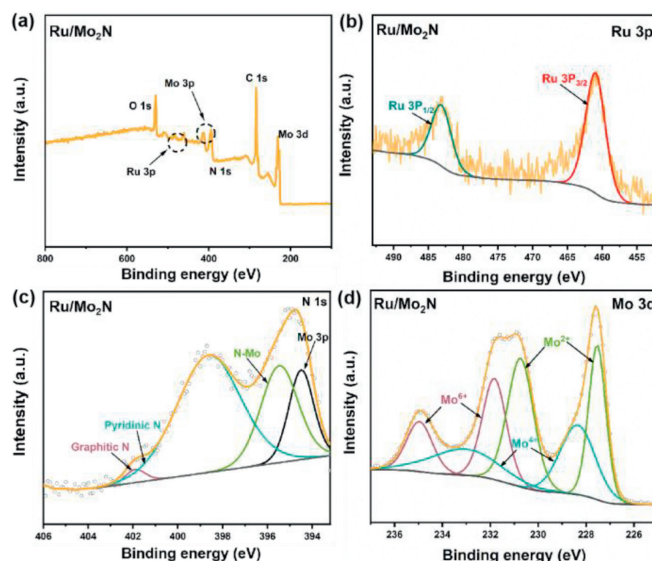 (a)
Ru/Mo₂N
O 1s
Mo 3p
C 1s
Mo 3d
Ru 3p
N 1s
Intensity (a.u.)
800 600 400 200
Binding energy (eV)
(b)
Ru/Mo₂N
Ru 3p
Ru 3P₁/₂
Ru 3P₃/₂
Intensity (a.u.)
490 485 480 475 470 465 460 455
Binding energy (eV)
(c)
Ru/Mo₂N
N 1s
Mo 3p
N-Mo
Pyridinic N
Graphitic N
Intensity (a.u.)
406 404 402 400 398 396 394
Binding energy (eV)
(d)
Ru/Mo₂N
Mo 3d
Mo²⁺
Mo⁶⁺
Mo⁴⁺
Intensity (a.u.)
236 234 232 230 228 226
Binding energy (eV)